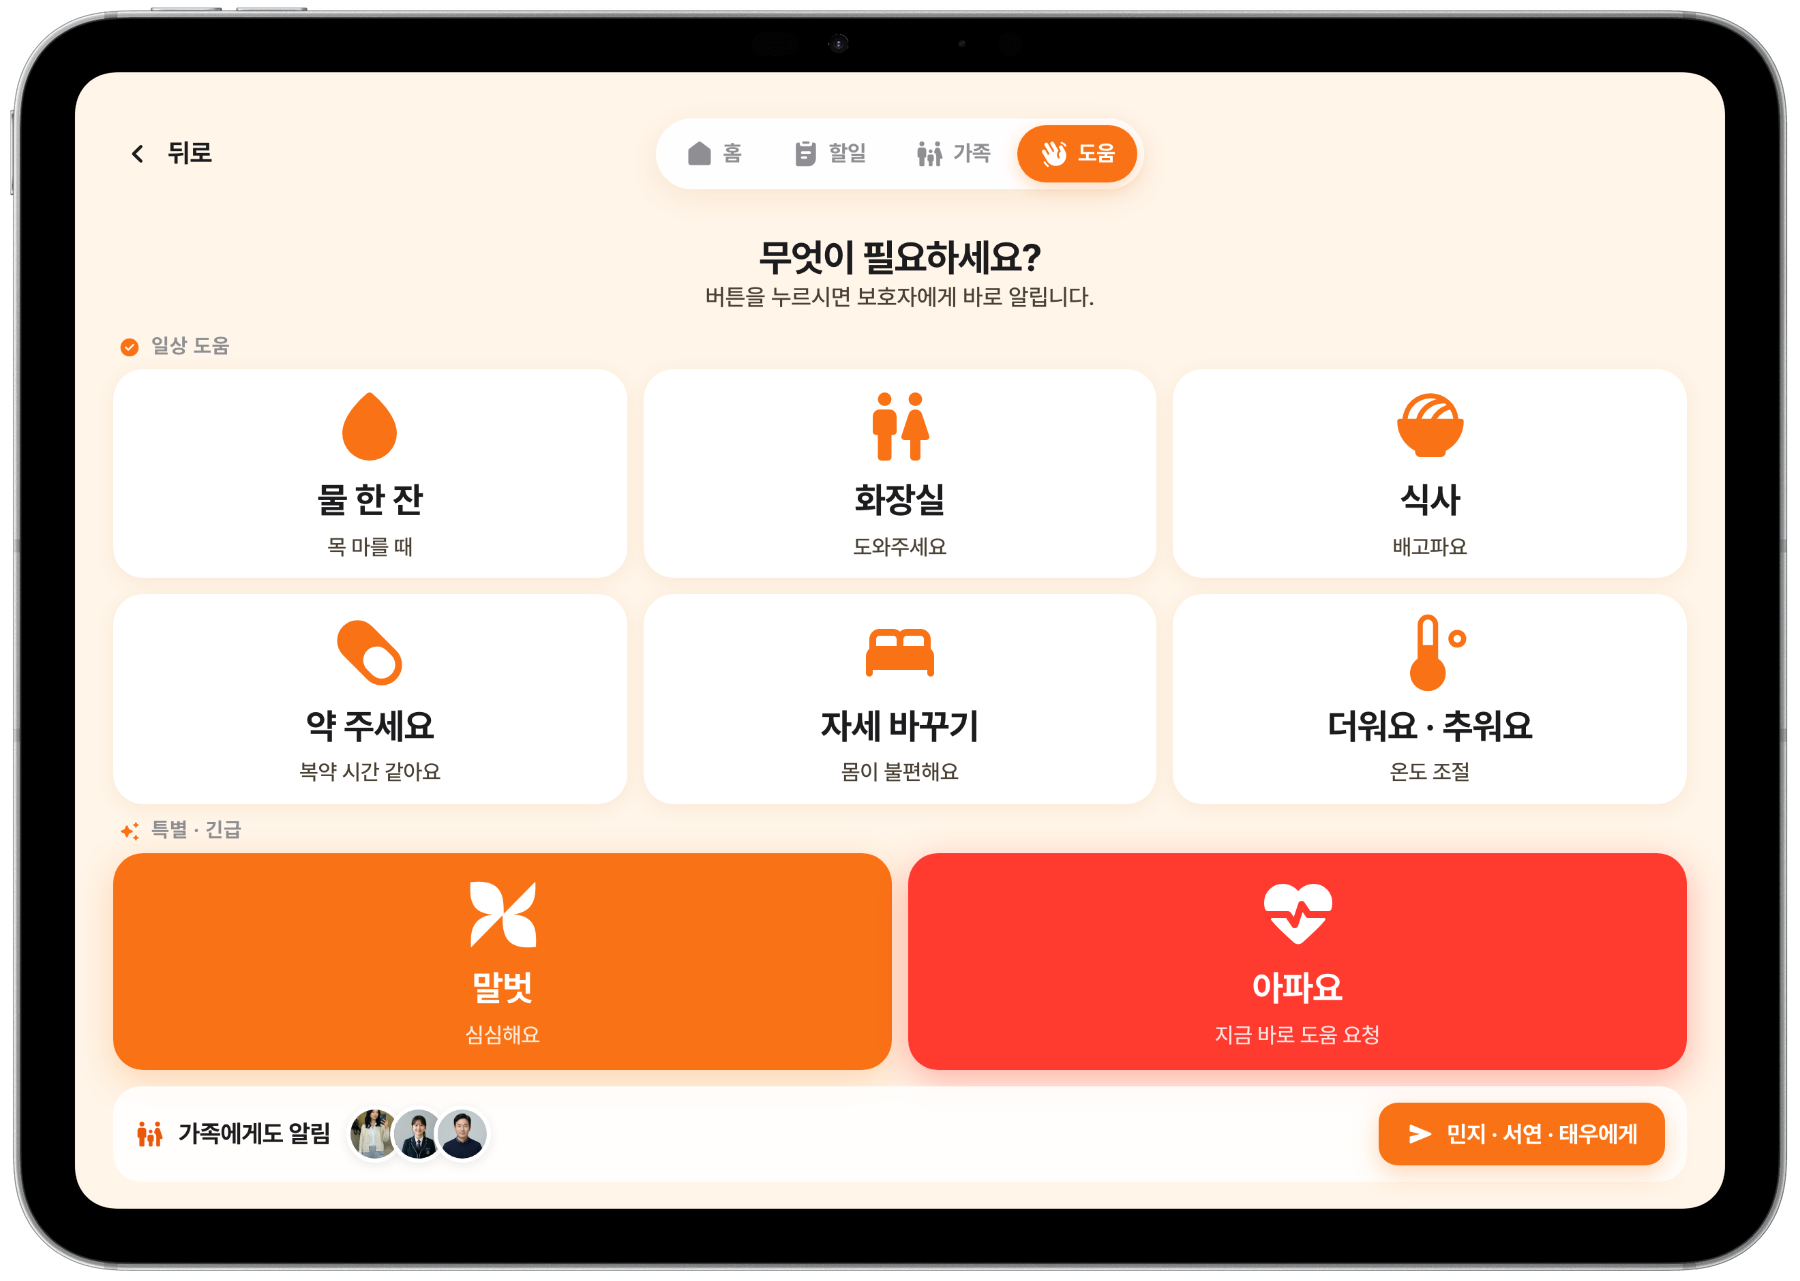 뒤로
홈
할일
가족
도움
무엇이 필요하세요?
버튼을 누르시면 보호자에게 바로 알립니다.
일상 도움
물 한 잔
목 마를 때
화장실
도와주세요
식사
배고파요
약 주세요
복약 시간 같아요
자세 바꾸기
몸이 불편해요
더워요 · 추워요
온도 조절
특별 · 긴급
말벗
심심해요
아파요
지금 바로 도움 요청
가족에게도 알림
민지 · 서연 · 태우에게